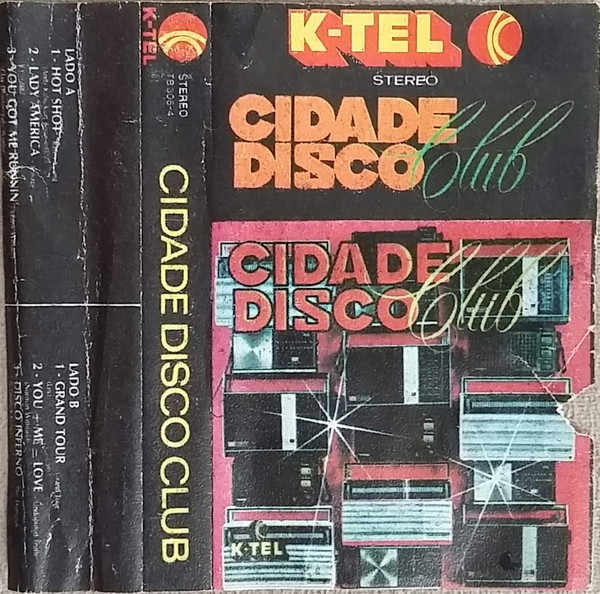 K-TEL
STEREO
CIDADE
DISCO
Club
CIDADE
DISCO
Club
K-TEL
K-TEL
STEREO
CIDADE DISCO CLUB
LADO A
1 - HOT SHOT
2 - LADY AMERICA
3 - YOU GOT ME RUNNIN
LADO B
1 - GRAND TOUR
2 - YOU + ME = LOVE
3 - DISCO INFERNO